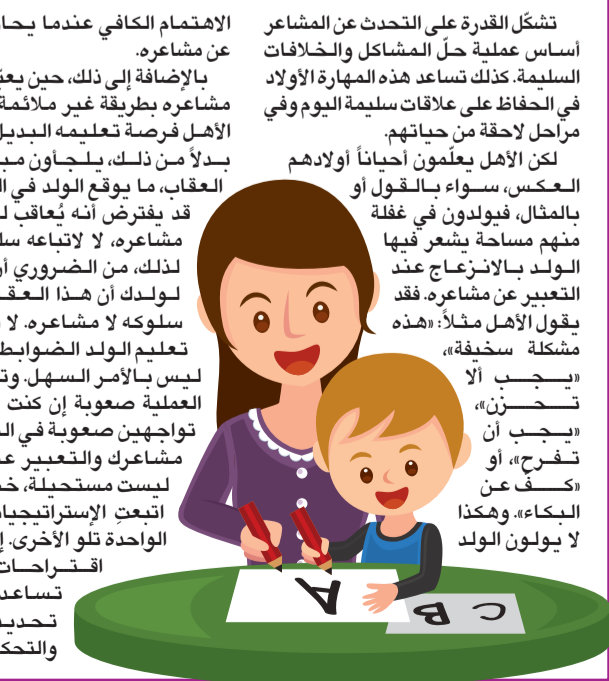 تشكّل القدرة على التحدث عن المشاعر
أساس عملية حلّ المشاكل والخلافات
السليمة. كذلك تساعد هذه المهارة الأولاد
في الحفاظ على علاقات سليمة اليوم وفي
مراحل لاحقة من حياتهم.
لكن الأهل يعلّمون أحياناً أولادهم
العكس، سواء بالقول أو
بالمثال، فيولدون في غفلة
منهم مساحة يشعر فيها
الولد بالانزعاج عند
التعبير عن مشاعره. فقد
يقول الأهل مثلاً: «هذه
مشكلة سخيفة»،
«يجب ألا
تحزن»،
«يجب أن
تفرح»، أو
«كفّ عن
البكاء». وهكذا
لا يولون الولد
الاهتمام الكافي عندما
عن مشاعره.
بالإضافة إلى ذلك، حين
مشاعره بطريقة غير ملائمة
الأهل فرصة تعليمه البديل
بدلاً من ذلك، يلجأون
العقاب، ما يوقع الولد في
قد يفترض أنه يُعاقب
مشاعره، لا لاتباعه
لذلك، من الضروري
لولدك أن هذا
سلوكه لا مشاعره. لا
تعليم الولد الضوابط
ليس بالأمر السهل.
العملية صعوبة إن كنت
تواجهين صعوبة في
مشاعرك والتعبير
ليست مستحيلة،
اتبعتِ الإستراتيجيات
الواحدة تلو الأخرى.
اقتراحات
تساعد
تحديد
والتحكم
A
B
C